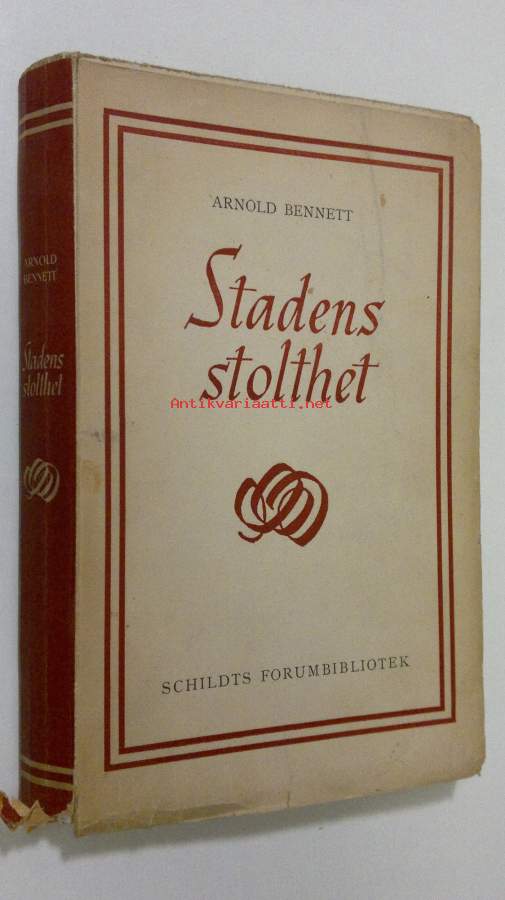 ARNOLD BENNETT
Stadens
stolthet
Antikvariaatti.net
SCHILDTS FORUMBIBLIOTEK
ARNOLD
BENNETT
Stadens
stolthet